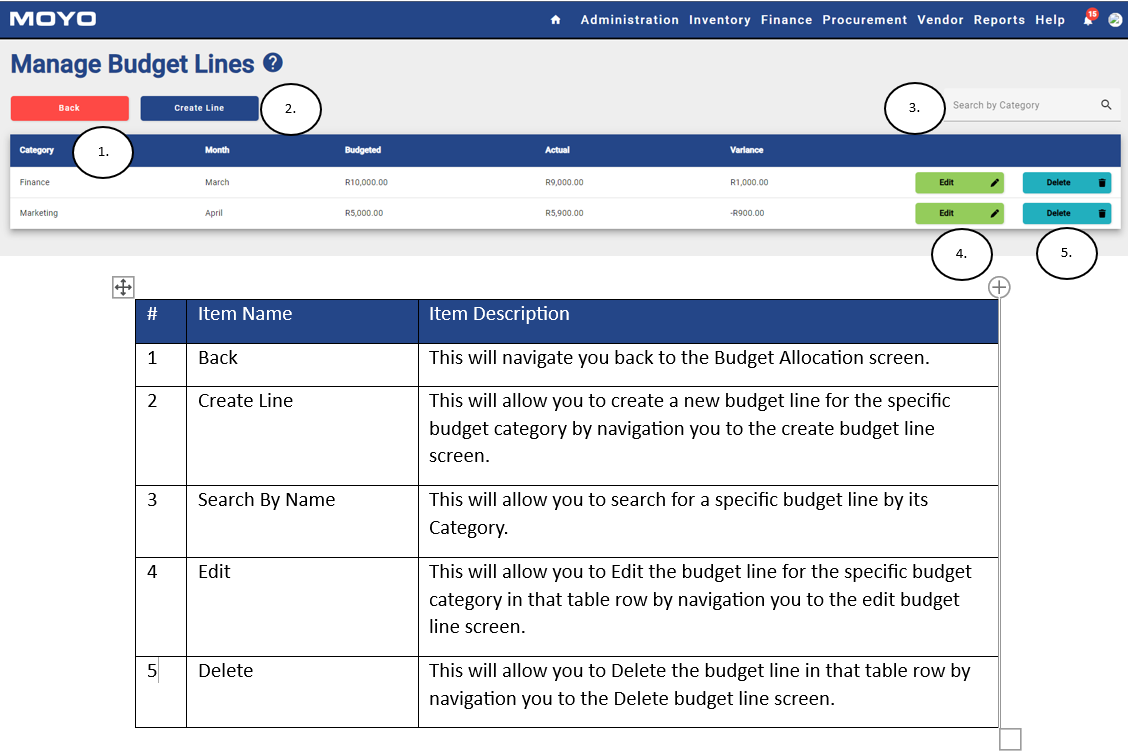 MOYO
Administration Inventory Finance Procurement Vendor Reports Help 15
Manage Budget Lines ?
Back Create Line 2. 3. Search by Category
1.
Category Month Budgeted Actual Variance
Finance March R10,000.00 R9,000.00 R1,000.00 Edit Delete
Marketing April R5,000.00 R5,900.00 -R900.00 Edit Delete
4. 5.
# Item Name Item Description
1 Back This will navigate you back to the Budget Allocation screen.
2 Create Line This will allow you to create a new budget line for the specific
budget category by navigation you to the create budget line
screen.
3 Search By Name This will allow you to search for a specific budget line by its
Category.
4 Edit This will allow you to Edit the budget line for the specific budget
category in that table row by navigation you to the edit budget
line screen.
5 Delete This will allow you to Delete the budget line in that table row by
navigation you to the Delete budget line screen.